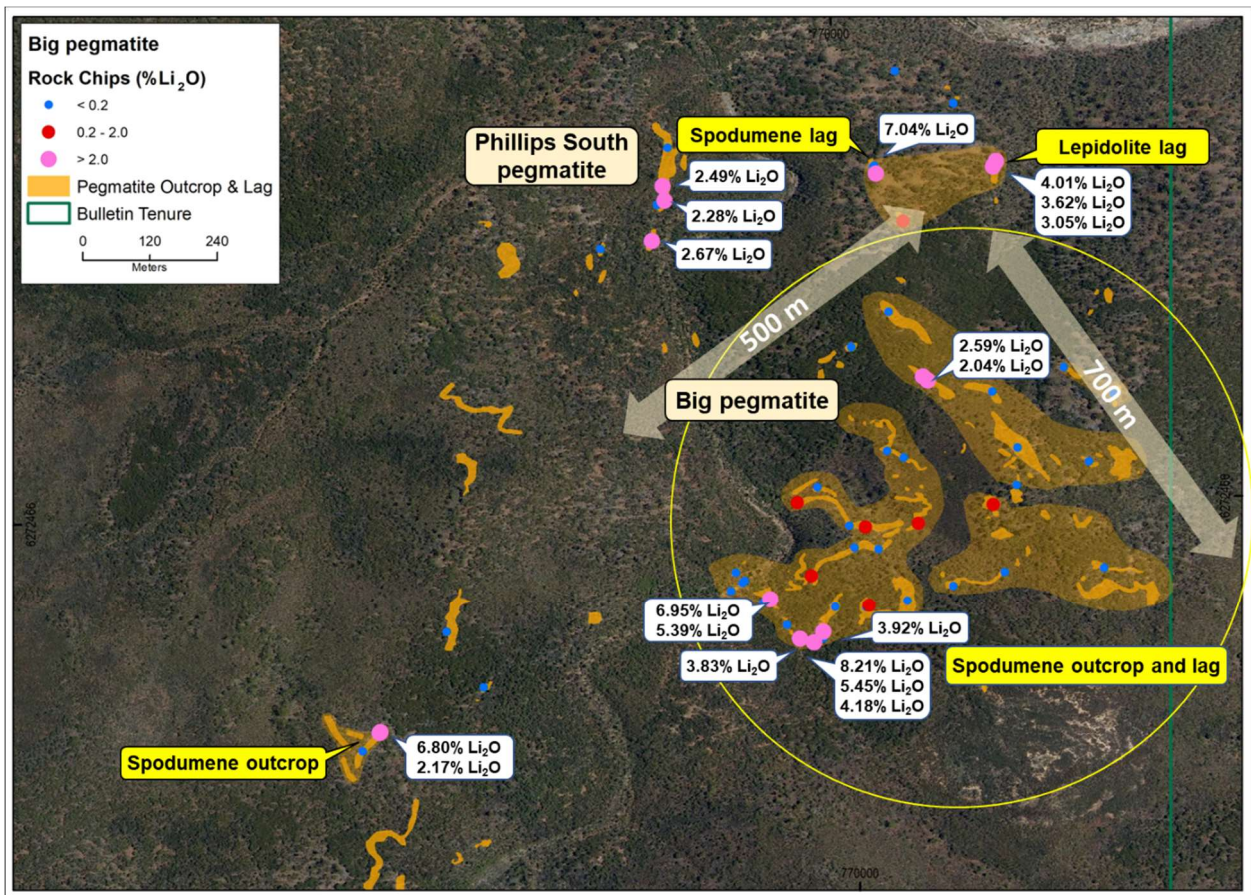 Big pegmatite
Rock Chips (%Li₂O)
< 0.2
0.2 - 2.0
> 2.0
Pegmatite Outcrop & Lag
Bulletin Tenure
0 120 240
Meters
770000
Phillips South
pegmatite
Spodumene lag
7.04% Li₂O
Lepidolite lag
4.01% Li₂O
3.62% Li₂O
3.05% Li₂O
2.49% Li₂O
2.28% Li₂O
2.67% Li₂O
500 m
700 m
2.59% Li₂O
2.04% Li₂O
Big pegmatite
6272466
6.95% Li₂O
5.39% Li₂O
3.92% Li₂O
3.83% Li₂O
8.21% Li₂O
5.45% Li₂O
4.18% Li₂O
Spodumene outcrop and lag
Spodumene outcrop
6.80% Li₂O
2.17% Li₂O
770000